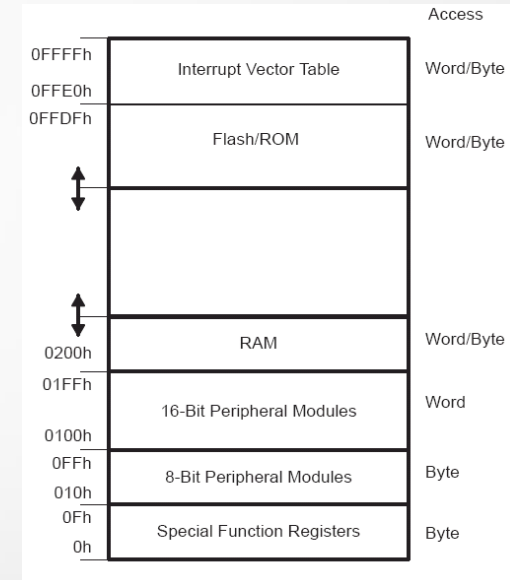 Access
0FFFFh
Interrupt Vector Table
Word/Byte
0FFE0h
0FFDFh
Flash/ROM
Word/Byte
RAM
Word/Byte
0200h
01FFh
16-Bit Peripheral Modules
Word
0100h
0FFh
8-Bit Peripheral Modules
Byte
010h
0Fh
Special Function Registers
Byte
0h